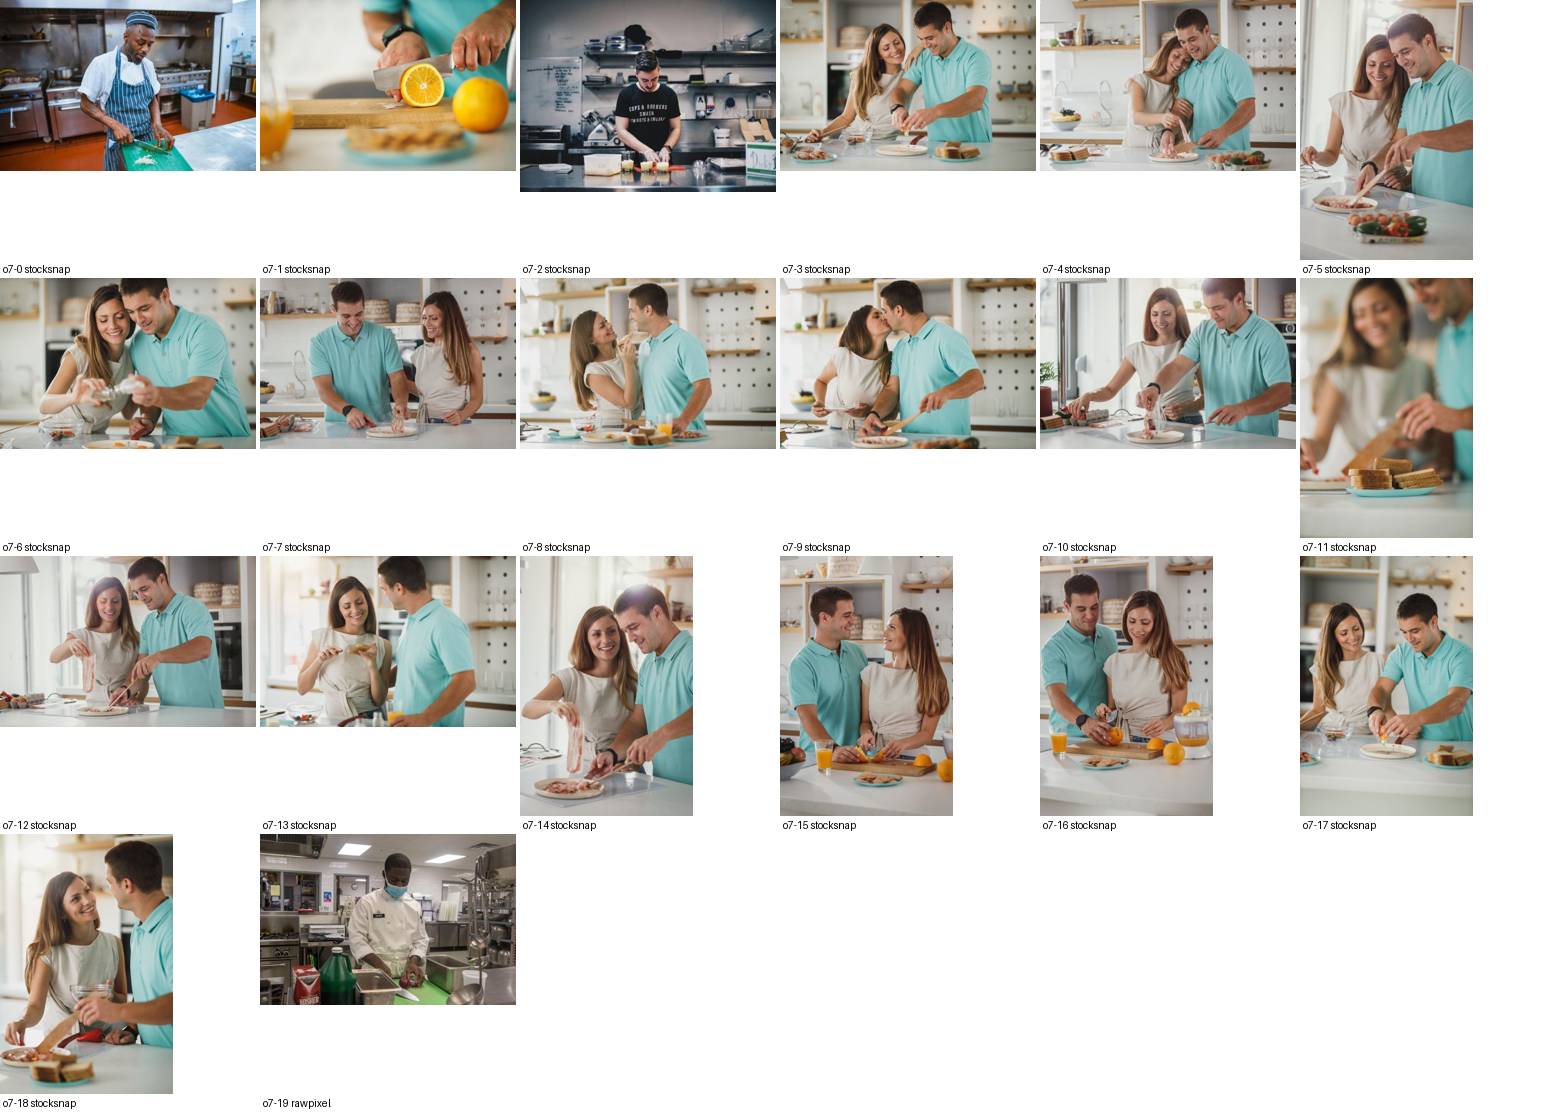 COPS & ROBBERS
o7-0 stocksnap
o7-1 stocksnap
o7-2 stocksnap
o7-3 stocksnap
o7-4 stocksnap
o7-5 stocksnap
o7-6 stocksnap
o7-7 stocksnap
o7-8 stocksnap
o7-9 stocksnap
o7-10 stocksnap
o7-11 stocksnap
o7-12 stocksnap
o7-13 stocksnap
o7-14 stocksnap
o7-15 stocksnap
o7-16 stocksnap
o7-17 stocksnap
KOSHER
o7-18 stocksnap
o7-19 rawpixel